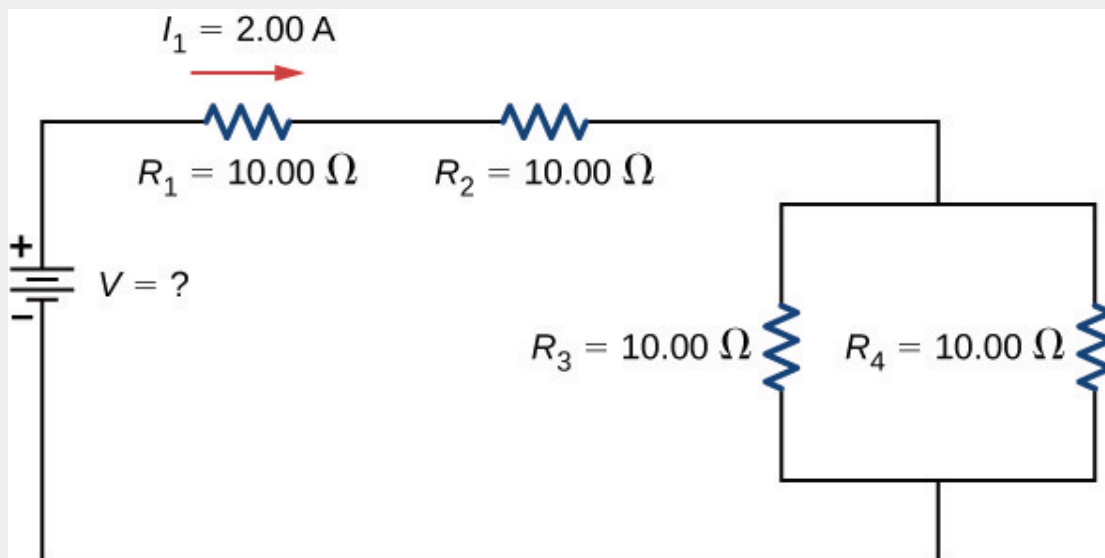 I₁ = 2.00 A
R₁ = 10.00 Ω R₂ = 10.00 Ω
+
V = ?
−
R₃ = 10.00 Ω R₄ = 10.00 Ω